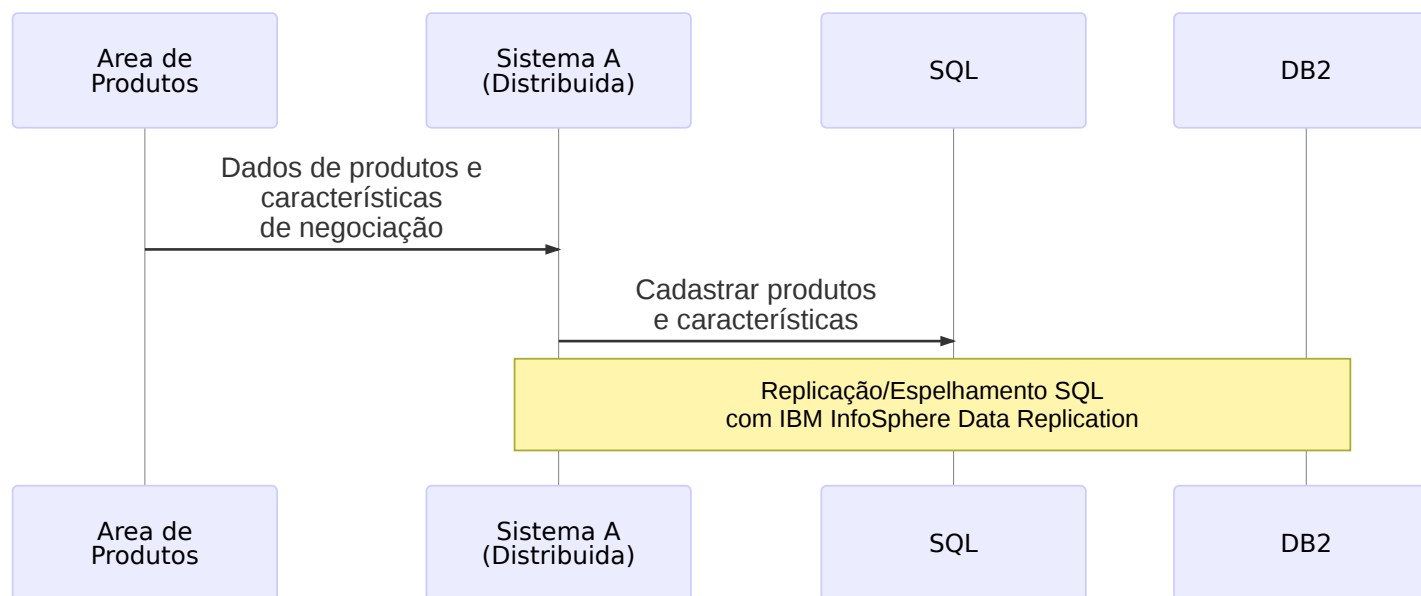 Area de
Produtos
Sistema A
(Distribuida)
SQL
DB2
Dados de produtos e
características
de negociação
Cadastrar produtos
e características
Replicação/Espelhamento SQL
com IBM InfoSphere Data Replication
Area de
Produtos
Sistema A
(Distribuida)
SQL
DB2